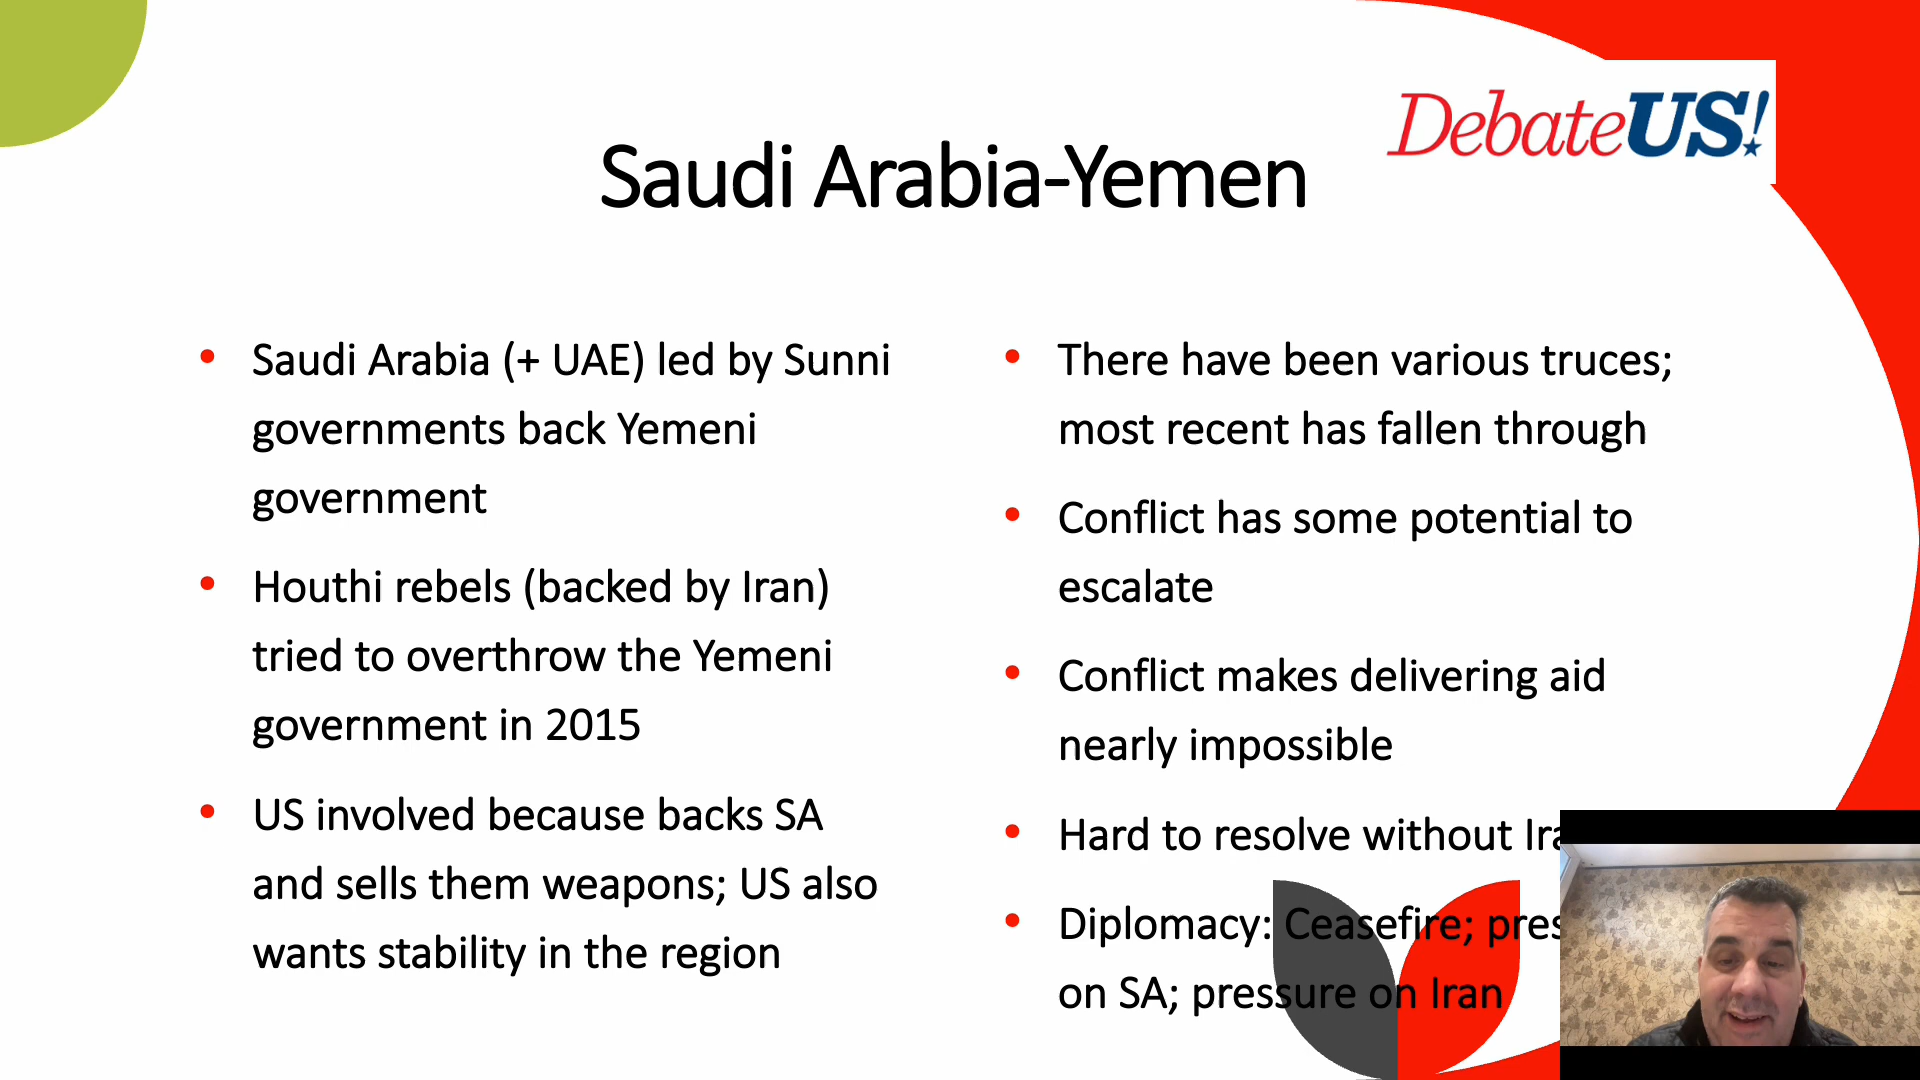 DebateUS!
Saudi Arabia-Yemen
Saudi Arabia (+ UAE) led by Sunni
governments back Yemeni
government
Houthi rebels (backed by Iran)
tried to overthrow the Yemeni
government in 2015
US involved because backs SA
and sells them weapons; US also
wants stability in the region
There have been various truces;
most recent has fallen through
Conflict has some potential to
escalate
Conflict makes delivering aid
nearly impossible
Hard to resolve without
Diplomacy: Ceasefire;
on SA; pressure on Iran